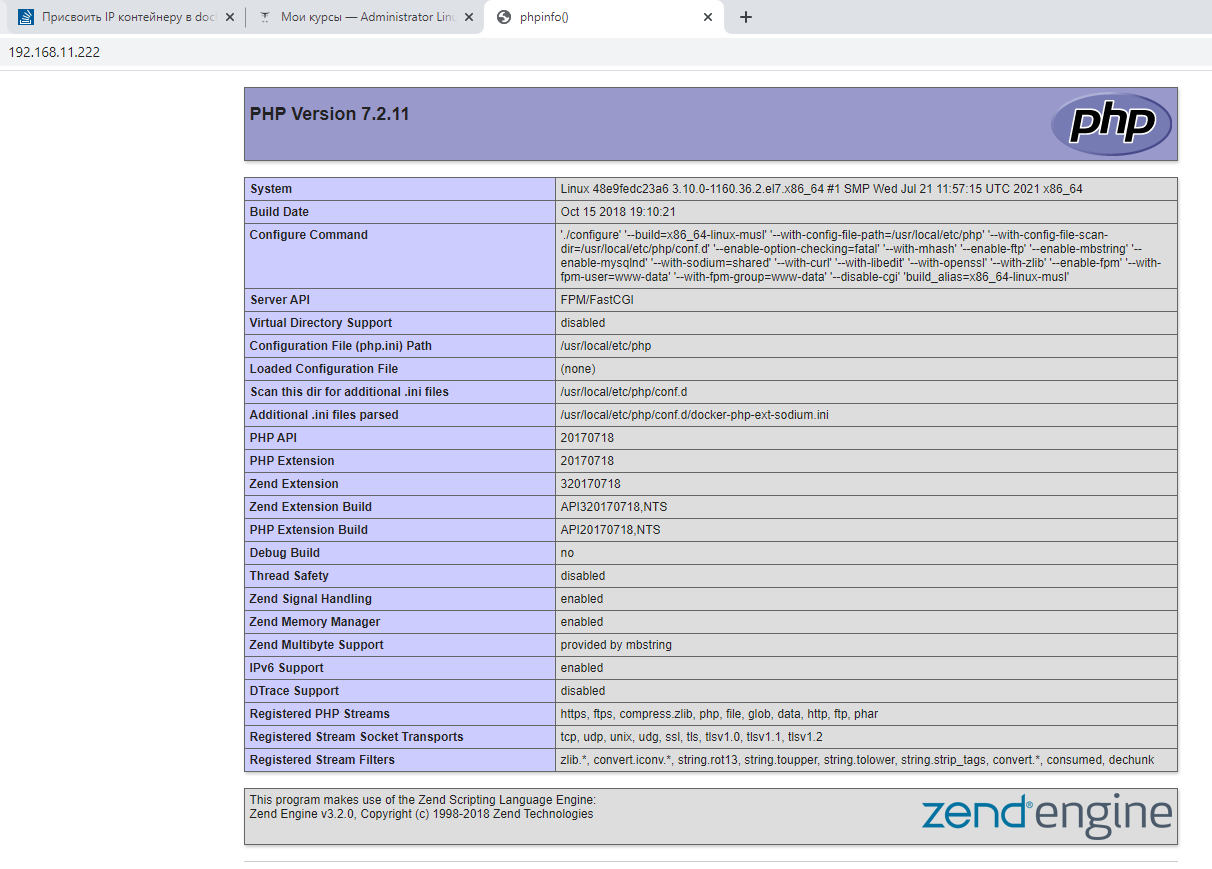 Присвоить IP контейнеру в doc
Мои курсы — Administrator Linu
phpinfo()
192.168.11.222
PHP Version 7.2.11
php
System Linux 48e9fedc23a6 3.10.0-1160.36.2.el7.x86_64 #1 SMP Wed Jul 21 11:57:15 UTC 2021 x86_64
Build Date Oct 15 2018 19:10:21
Configure Command './configure' '--build=x86_64-linux-musl' '--with-config-file-path=/usr/local/etc/php' '--with-config-file-scan-
dir=/usr/local/etc/php/conf.d' '--enable-option-checking=fatal' '--with-mhash' '--enable-ftp' '--enable-mbstring' '--
enable-mysqlnd' '--with-sodium=shared' '--with-curl' '--with-libedit' '--with-openssl' '--with-zlib' '--enable-fpm' '--with-
fpm-user=www-data' '--with-fpm-group=www-data' '--disable-cgi' 'build_alias=x86_64-linux-musl'
Server API FPM/FastCGI
Virtual Directory Support disabled
Configuration File (php.ini) Path /usr/local/etc/php
Loaded Configuration File (none)
Scan this dir for additional .ini files /usr/local/etc/php/conf.d
Additional .ini files parsed /usr/local/etc/php/conf.d/docker-php-ext-sodium.ini
PHP API 20170718
PHP Extension 20170718
Zend Extension 320170718
Zend Extension Build API320170718,NTS
PHP Extension Build API20170718,NTS
Debug Build no
Thread Safety disabled
Zend Signal Handling enabled
Zend Memory Manager enabled
Zend Multibyte Support provided by mbstring
IPv6 Support enabled
DTrace Support disabled
Registered PHP Streams https, ftps, compress.zlib, php, file, glob, data, http, ftp, phar
Registered Stream Socket Transports tcp, udp, unix, udg, ssl, tls, tlsv1.0, tlsv1.1, tlsv1.2
Registered Stream Filters zlib.*, convert.iconv.*, string.rot13, string.toupper, string.tolower, string.strip_tags, convert.*, consumed, dechunk
This program makes use of the Zend Scripting Language Engine:
Zend Engine v3.2.0, Copyright (c) 1998-2018 Zend Technologies
zend® engine